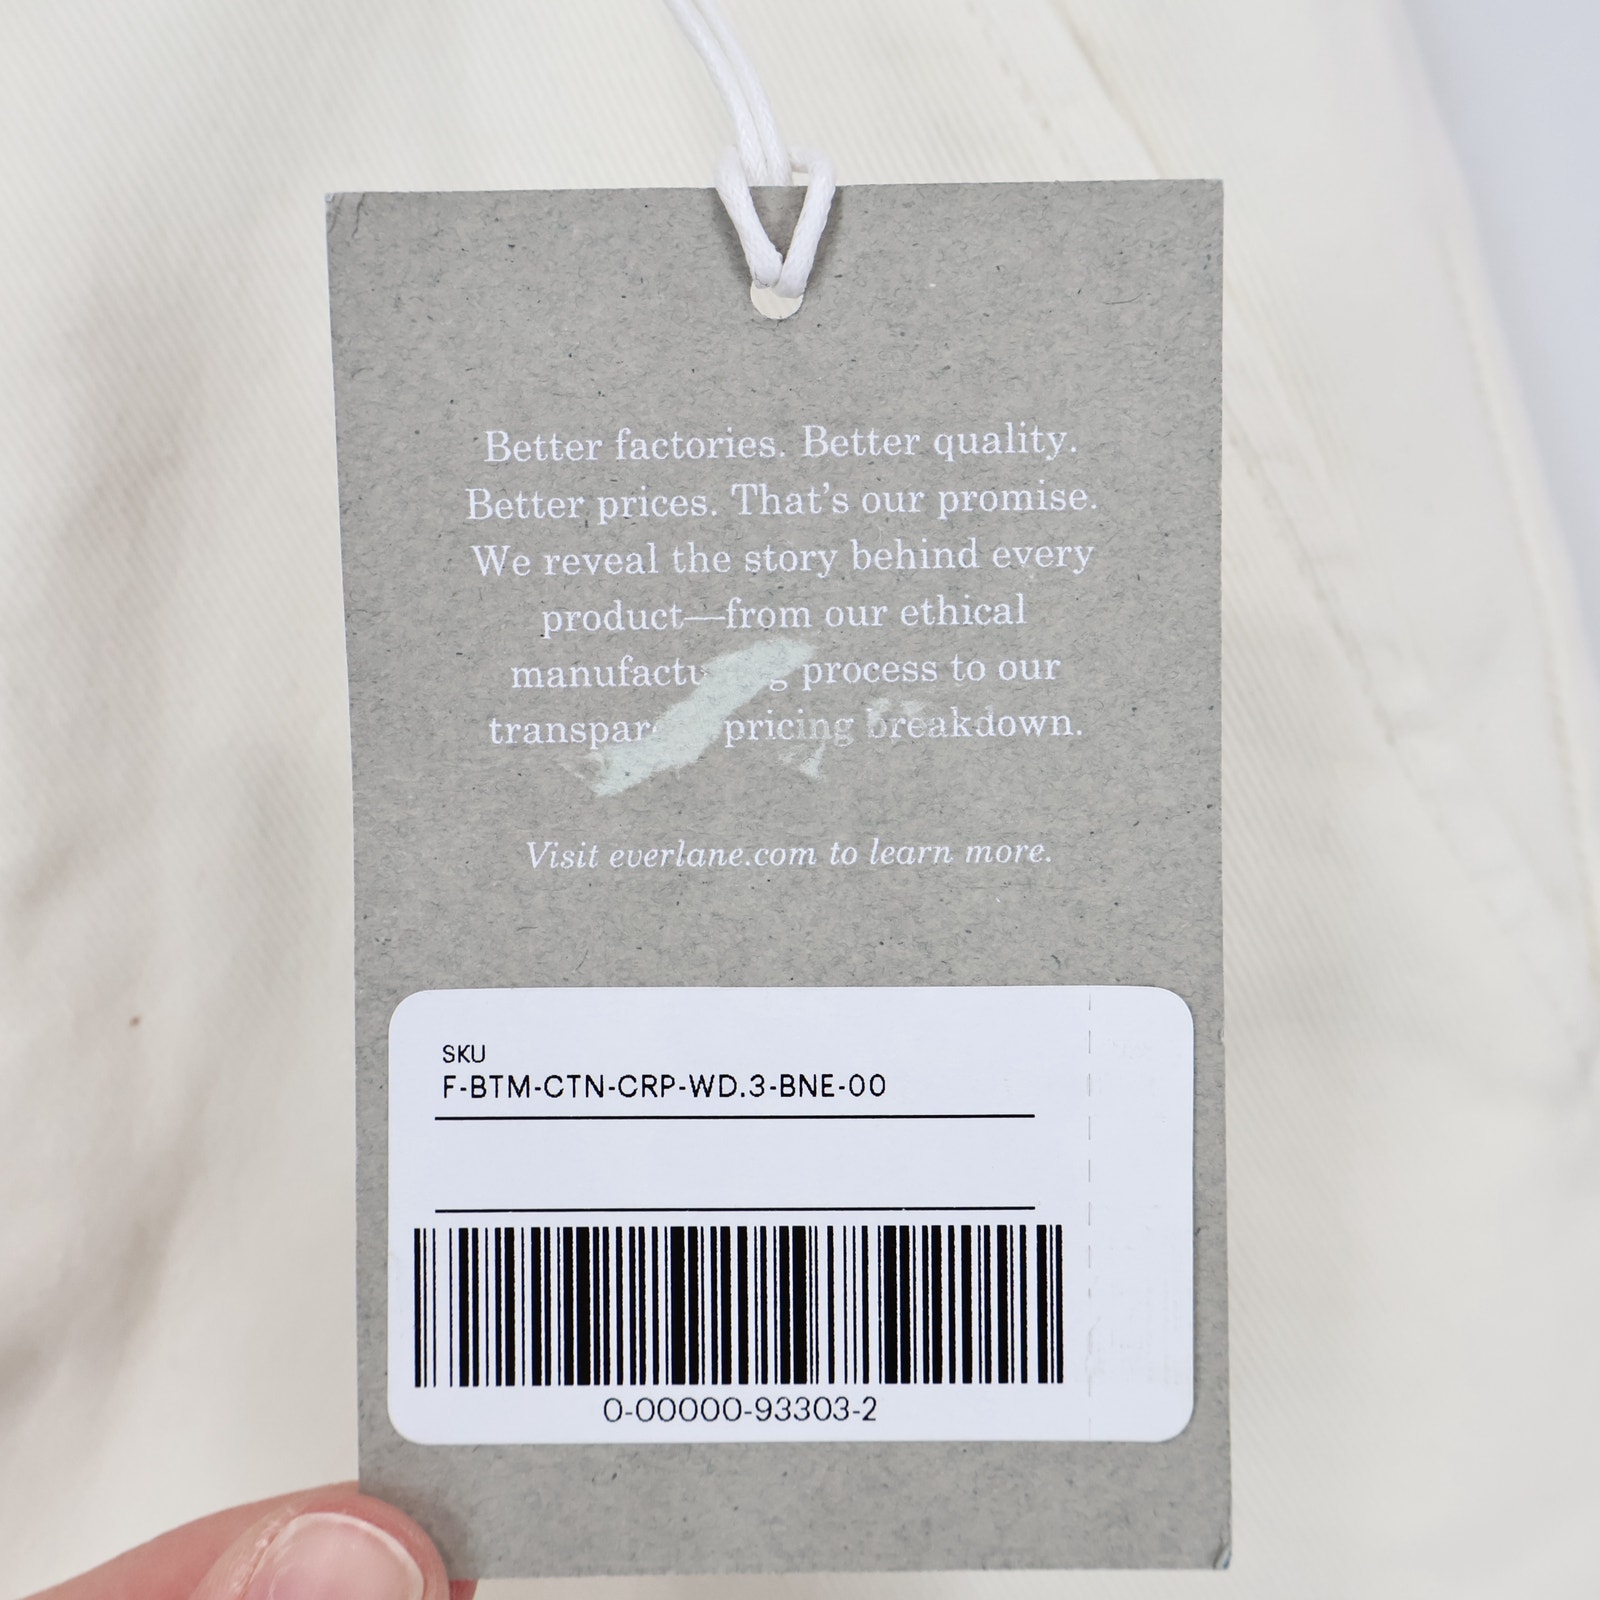 Better factories. Better quality.
Better prices. That's our promise.
We reveal the story behind every
product—from our ethical
process to our
pricing breakdown.
Visit everlane.com to learn more.
SKU
F-BTM-CTN-CRP-WD.3-BNE-00
0-00000-93303-2